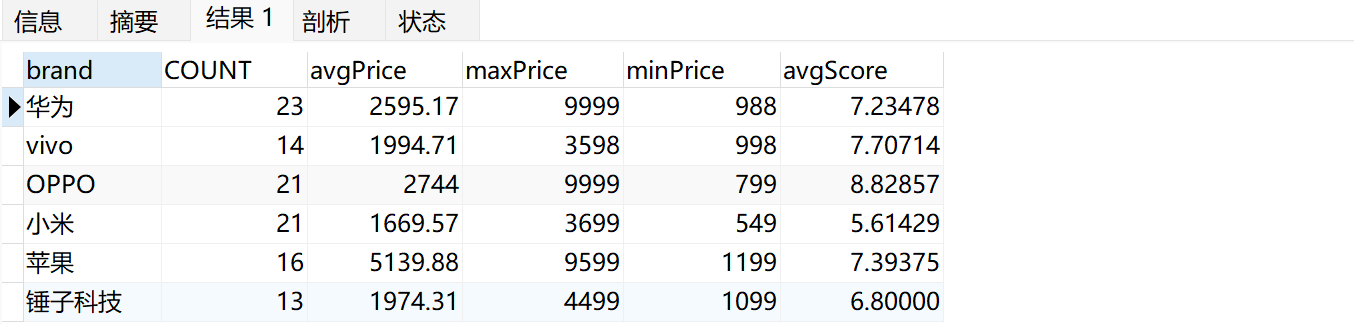 信息 摘要 结果 1 剖析 状态
brand COUNT avgPrice maxPrice minPrice avgScore
华为 23 2595.17 9999 988 7.23478
vivo 14 1994.71 3598 998 7.70714
OPPO 21 2744 9999 799 8.82857
小米 21 1669.57 3699 549 5.61429
苹果 16 5139.88 9599 1199 7.39375
锤子科技 13 1974.31 4499 1099 6.80000